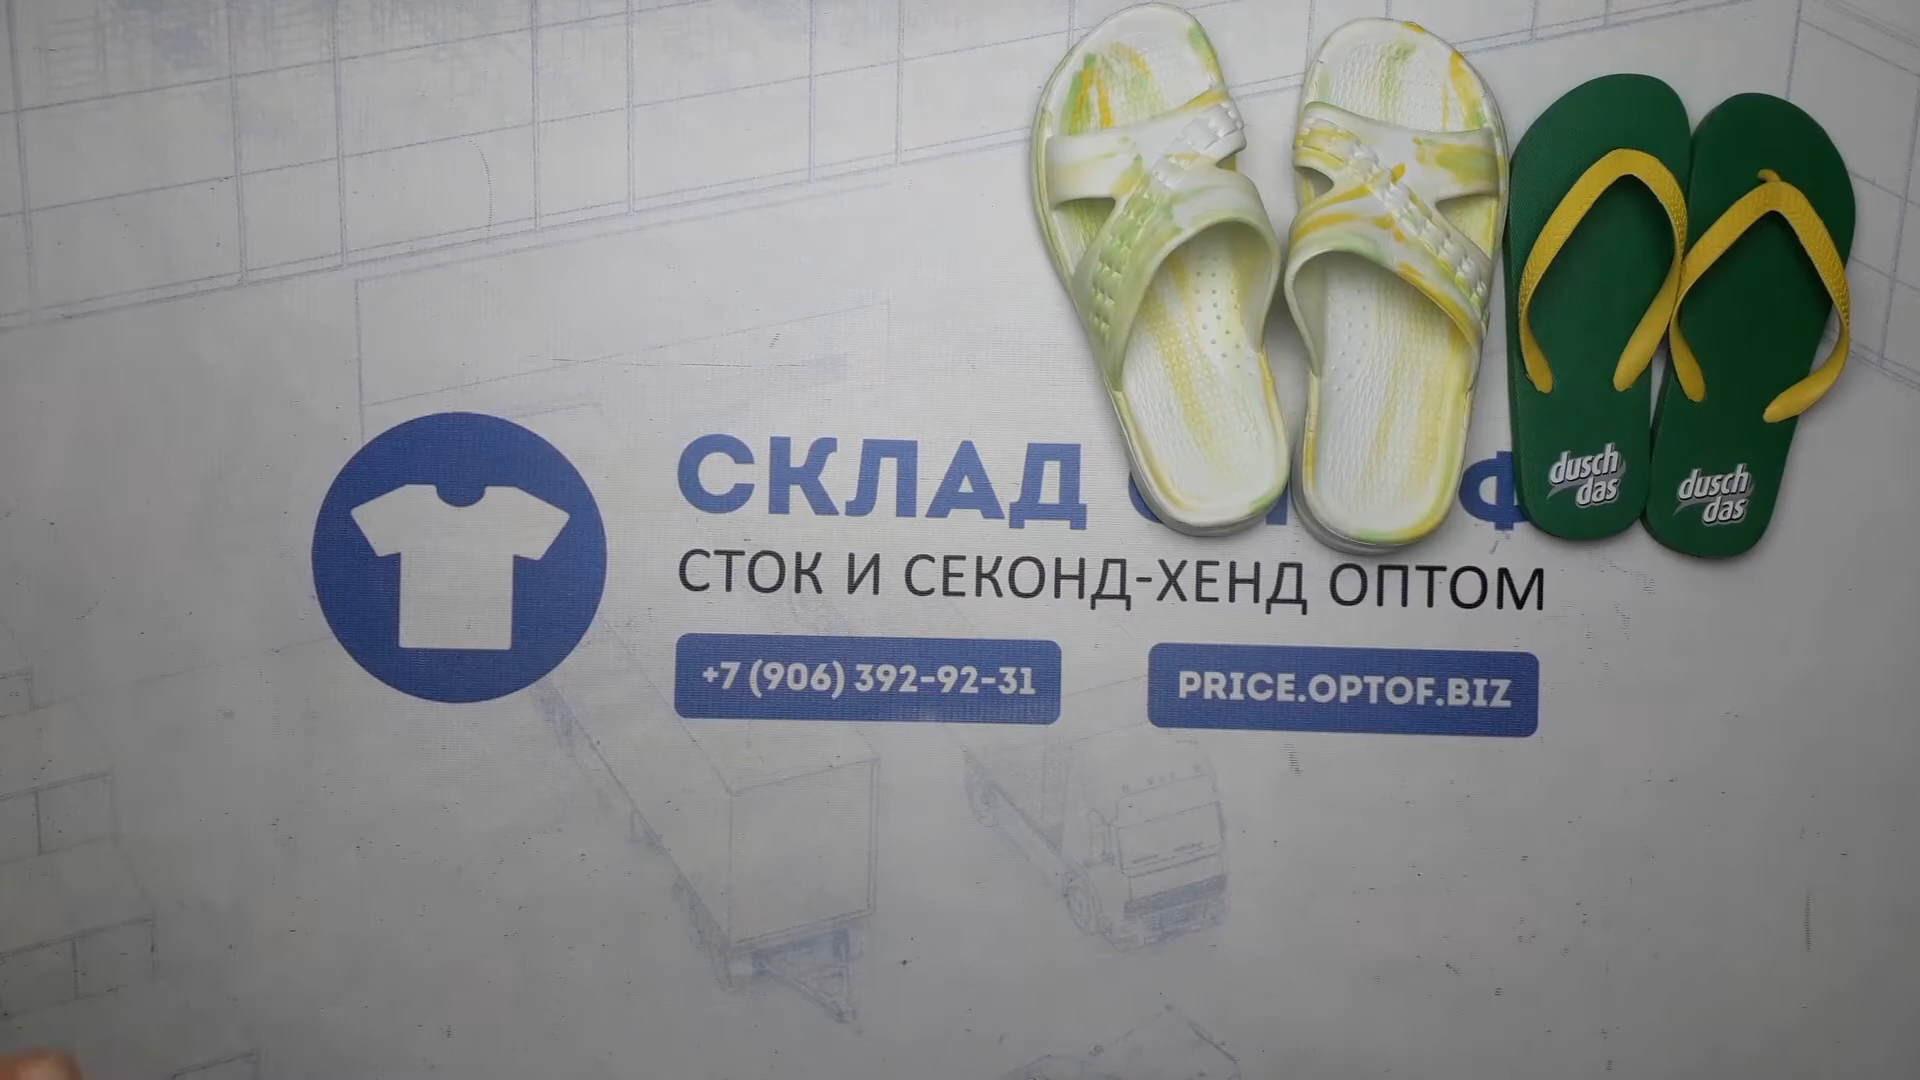 СКЛАД
СТОК И СЕКОНД-ХЕНД ОПТОМ
+7 (906) 392-92-31
PRICE.OPTOF.BIZ
dusch
das
dusch
das